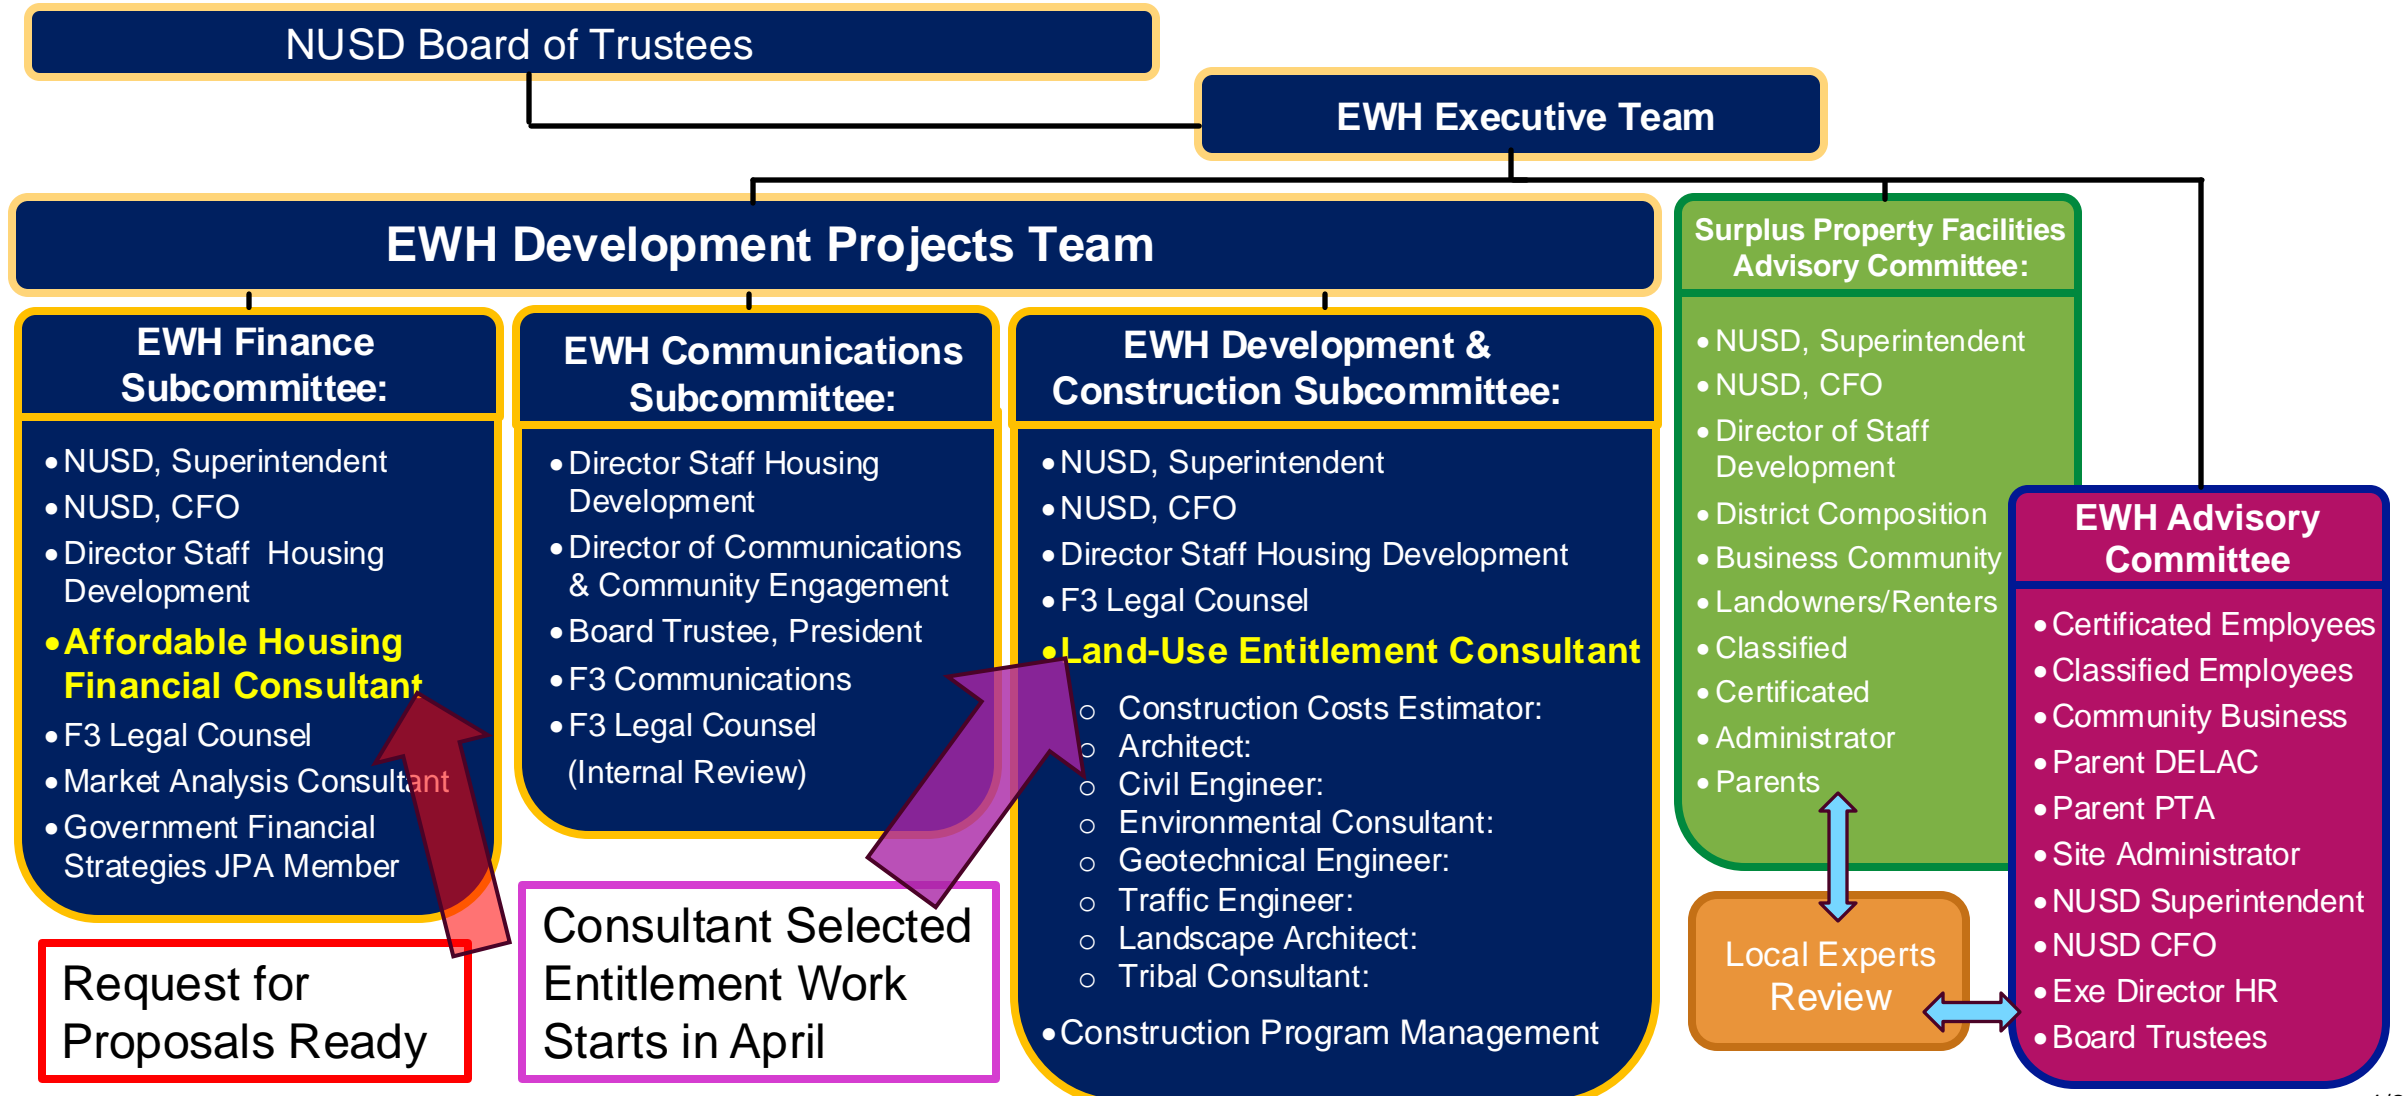 NUSD Board of Trustees
EWH Executive Team
EWH Development Projects Team
EWH Finance
Subcommittee:
•NUSD, Superintendent
•NUSD, CFO
•Director Staff Housing
Development
•Affordable Housing
Financial Consultant
•F3 Legal Counsel
•Market Analysis Consultant
•Government Financial
Strategies JPA Member
Request for
Proposals Ready
EWH Communications
Subcommittee:
•Director Staff Housing
Development
•Director of Communications
& Community Engagement
•Board Trustee, President
•F3 Communications
•F3 Legal Counsel
(Internal Review)
Consultant Selected
Entitlement Work
Starts in April
EWH Development &
Construction Subcommittee:
•NUSD, Superintendent
•NUSD, CFO
•Director Staff Housing Development
•F3 Legal Counsel
•Land-Use Entitlement Consultant
o Construction Costs Estimator:
o Architect:
o Civil Engineer:
o Environmental Consultant:
o Geotechnical Engineer:
o Traffic Engineer:
o Landscape Architect:
o Tribal Consultant:
•Construction Program Management
Surplus Property Facilities
Advisory Committee:
•NUSD, Superintendent
•NUSD, CFO
•Director of Staff
Development
•District Composition
•Business Community
•Landowners/Renters
•Classified
•Certificated
•Administrator
•Parents
Local Experts
Review
EWH Advisory
Committee
•Certificated Employees
•Classified Employees
•Community Business
•Parent DELAC
•Parent PTA
•Site Administrator
•NUSD Superintendent
•NUSD CFO
•Exe Director HR
•Board Trustees